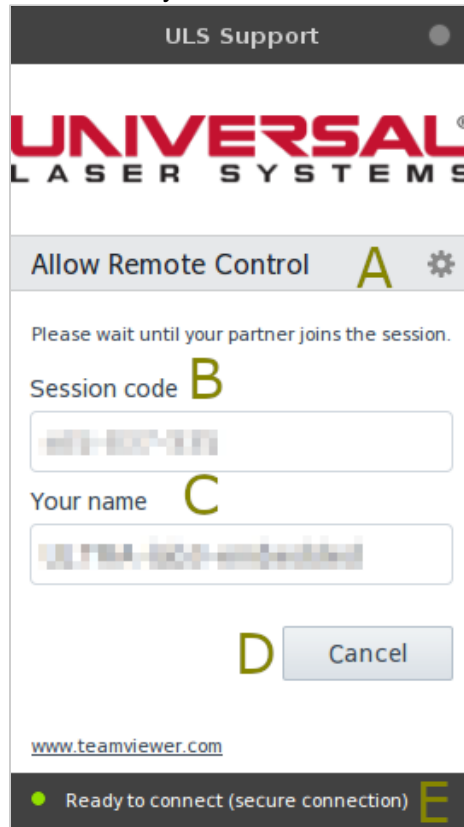 ULS Support
UNIVERSAL®
LASER SYSTEMS
Allow Remote Control A
Please wait until your partner joins the session.
Session code B
Your name C
D Cancel
www.teamviewer.com
Ready to connect (secure connection) E